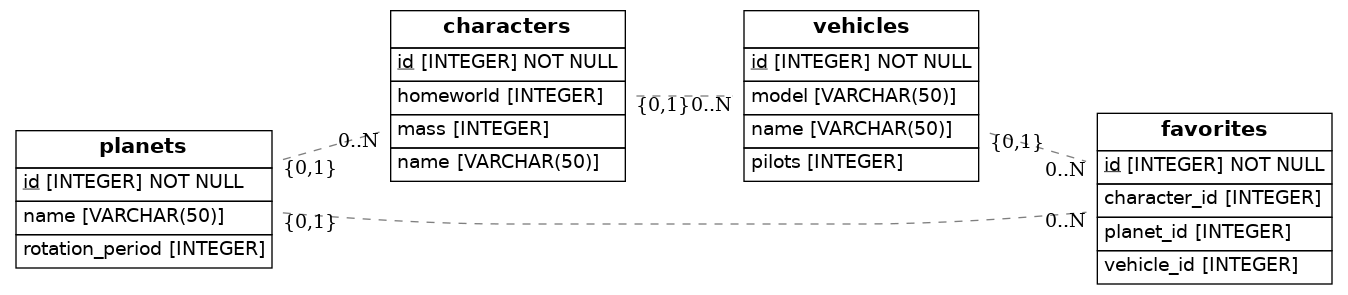 characters
id [INTEGER] NOT NULL
homeworld [INTEGER]
mass [INTEGER]
name [VARCHAR(50)]
vehicles
id [INTEGER] NOT NULL
model [VARCHAR(50)]
name [VARCHAR(50)]
pilots [INTEGER]
planets
id [INTEGER] NOT NULL
name [VARCHAR(50)]
rotation_period [INTEGER]
favorites
id [INTEGER] NOT NULL
character_id [INTEGER]
planet_id [INTEGER]
vehicle_id [INTEGER]
0..N
{0,1}
{0,1}
0..N
{0,1}
0..N
{0,1}
0..N